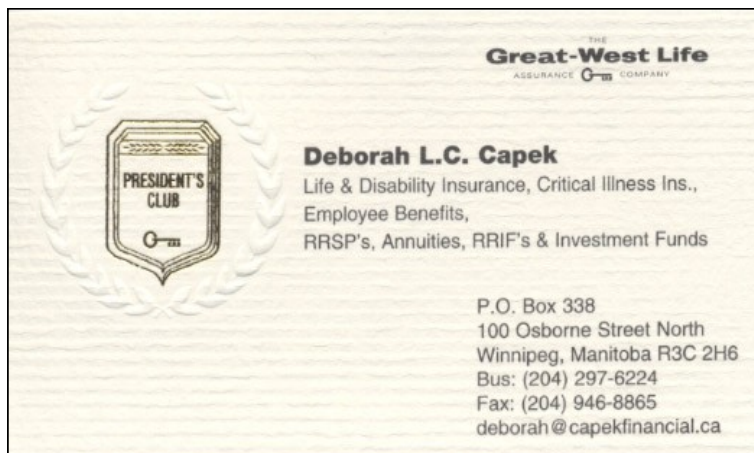 THE
Great-West Life
ASSURANCE COMPANY
PRESIDENT'S
CLUB
Deborah L.C. Capek
Life & Disability Insurance, Critical Illness Ins.,
Employee Benefits,
RRSP's, Annuities, RRIF's & Investment Funds
P.O. Box 338
100 Osborne Street North
Winnipeg, Manitoba R3C 2H6
Bus: (204) 297-6224
Fax: (204) 946-8865
deborah@capekfinancial.ca